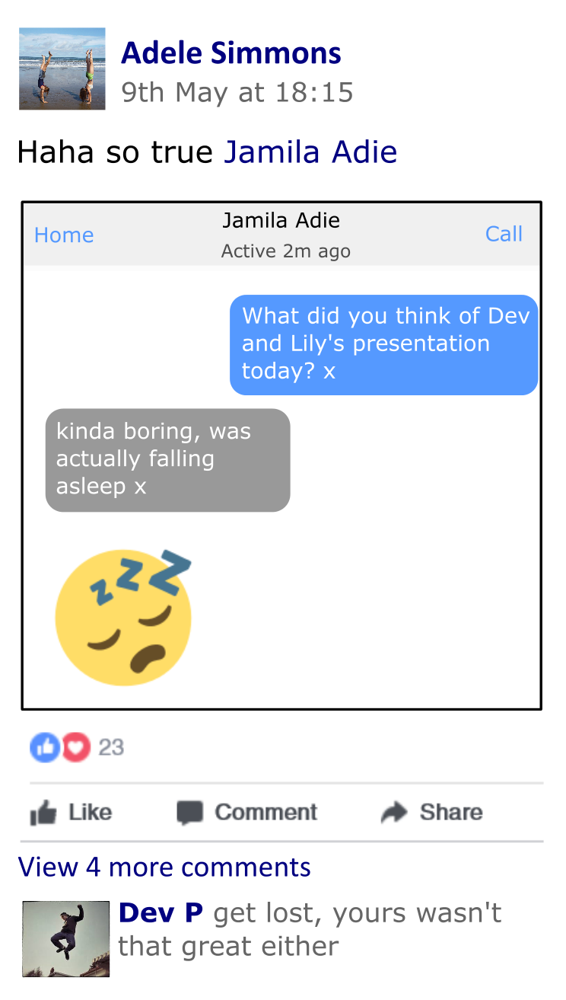 Adele Simmons
9th May at 18:15
Haha so true Jamila Adie
Jamila Adie
Home
Call
Active 2m ago
What did you think of Dev
and Lily's presentation
today? x
kinda boring, was
actually falling
asleep x
zzZ
23
Like
Comment
Share
View 4 more comments
Dev P get lost, yours wasn't
that great either